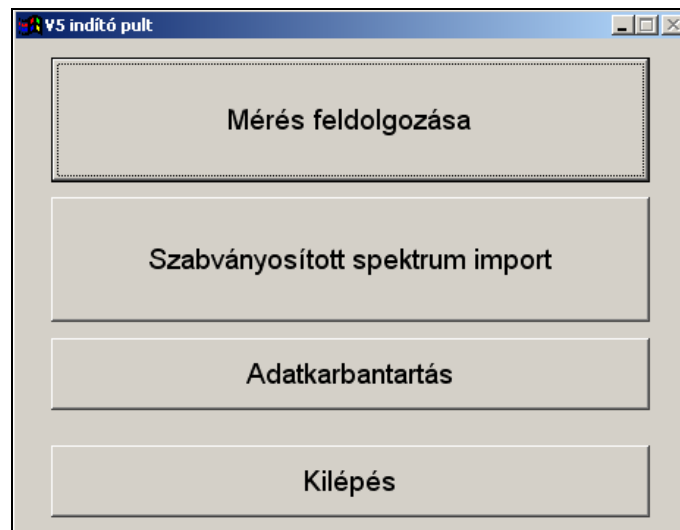 V5 indító pult
Mérés feldolgozása
Szabványosított spektrum import
Adatkarbantartás
Kilépés